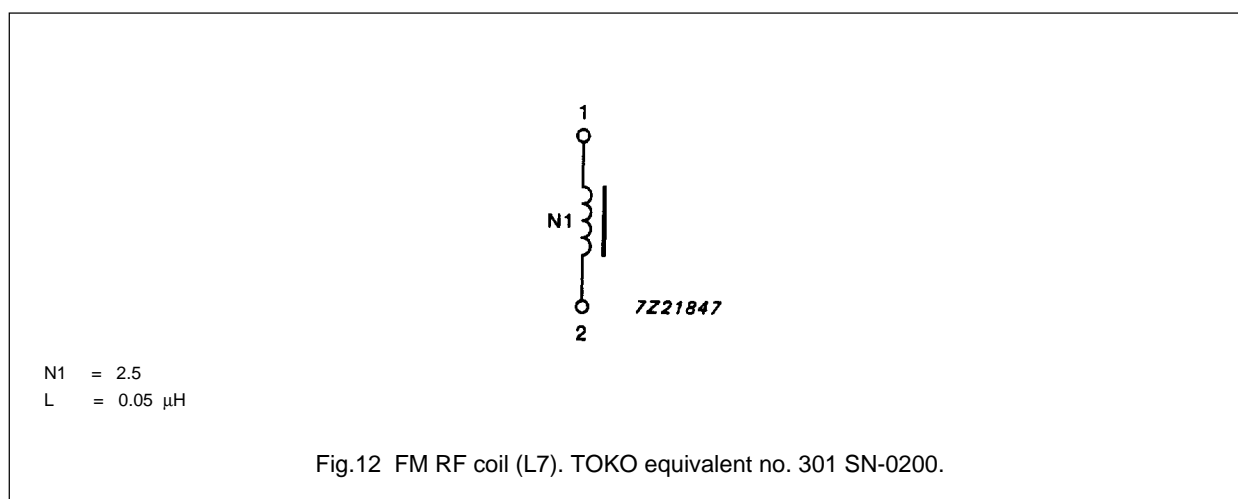 1
N1
7Z21847
2
N1 = 2.5
L = 0.05 μH
Fig.12 FM RF coil (L7). TOKO equivalent no. 301 SN-0200.